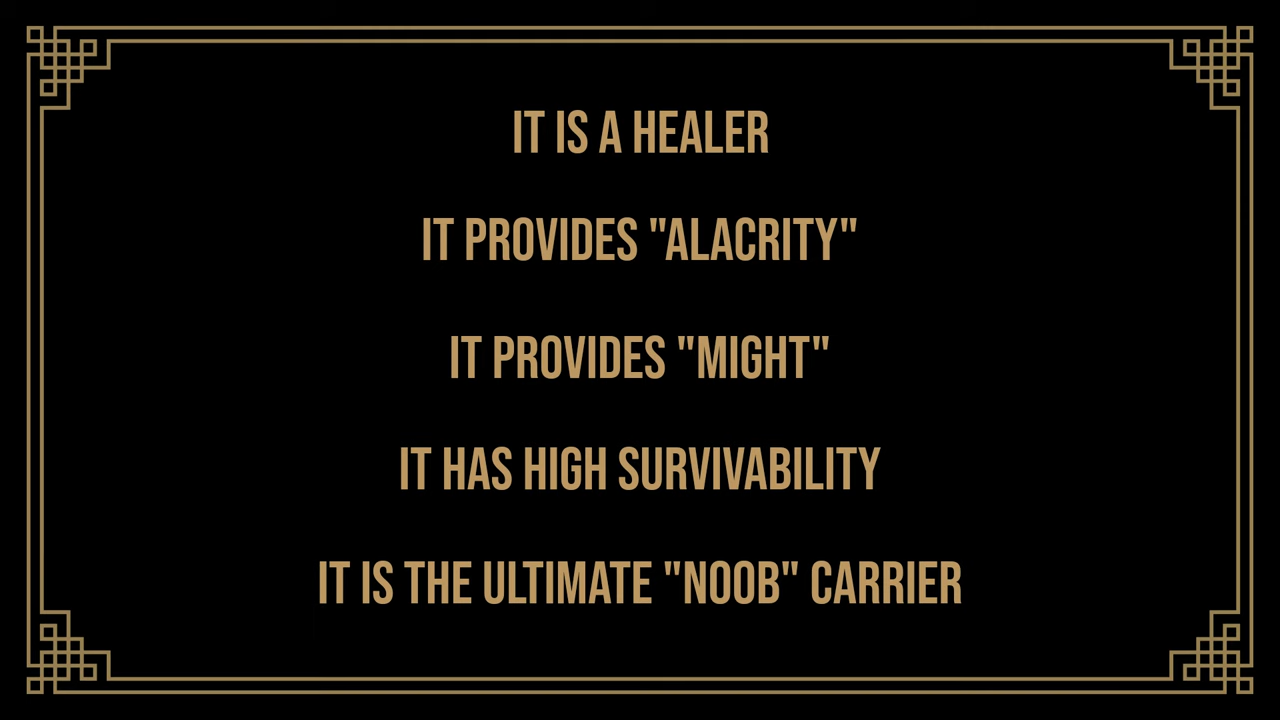 IT IS A HEALER
IT PROVIDES "ALACRITY"
IT PROVIDES "MIGHT"
IT HAS HIGH SURVIVABILITY
IT IS THE ULTIMATE "NOOB" CARRIER